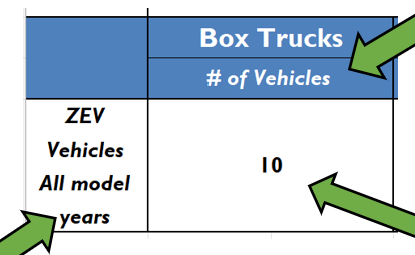 Box Trucks
# of Vehicles
ZEV
Vehicles
All model
years
10